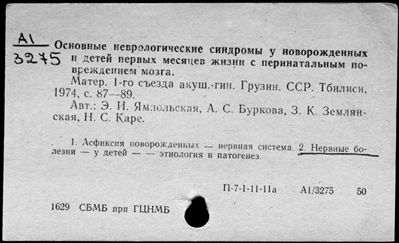 А1
3275
Основные неврологические синдромы у новорожденных
и детей первых месяцев жизни с перинатальным по-
вреждением мозга.
Матер. 1-го съезда акуш.-гин. Грузин. ССР. Тбилиси,
1974, с. 87—89.
Авт.: Э. И. Ямпольская, А. С. Буркова, З. К. Землян-
ская, Н. С. Каре.
1. Асфиксия новорожденных — нервная система 2. Нервные бо-
лезни — у детей — — этиология и патогенез.
П-7-1-11-11а А1/3275 50
1629 СБМБ при ГЦНМБ